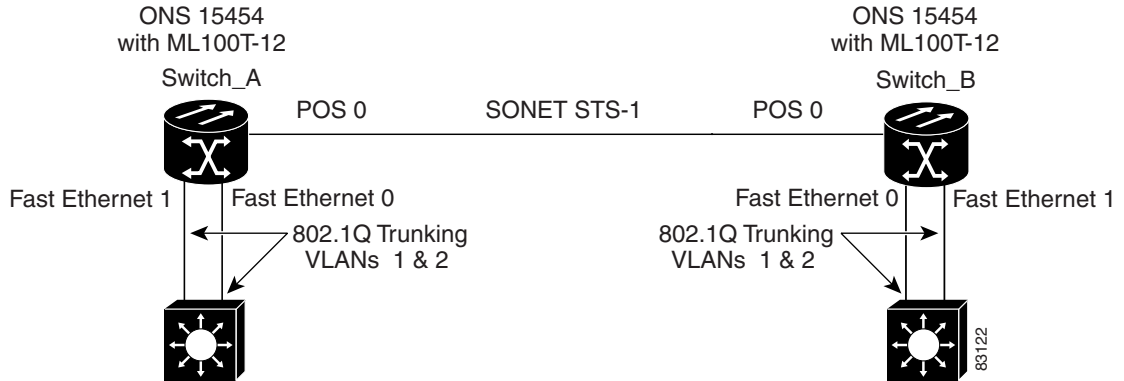 ONS 15454
with ML100T-12
Switch_A
ONS 15454
with ML100T-12
Switch_B
POS 0
SONET STS-1
POS 0
Fast Ethernet 1
Fast Ethernet 0
Fast Ethernet 0
Fast Ethernet 1
802.1Q Trunking
VLANs 1 & 2
802.1Q Trunking
VLANs 1 & 2
83122